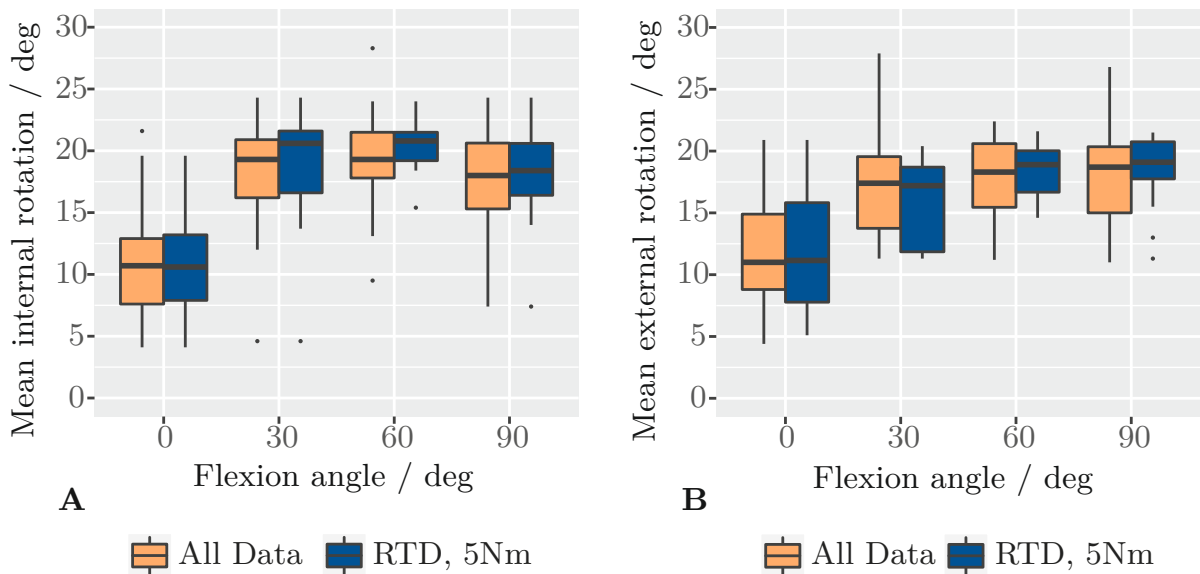 Mean internal rotation / deg
30
25
20
15
10
5
0
0 30 60 90
Flexion angle / deg
A
All Data RTD, 5Nm
Mean external rotation / deg
30
25
20
15
10
5
0
0 30 60 90
Flexion angle / deg
B
All Data RTD, 5Nm